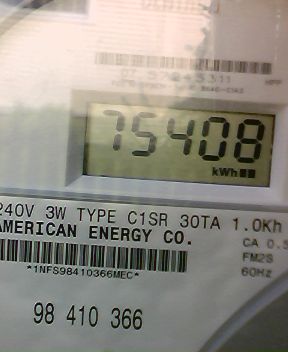 75408
kWh
240V 3W TYPE C1SR 30TA 1.0Kh
AMERICAN ENERGY CO.
CA 0.5
FM2S
*1NFS98410366MEC*
60Hz
98 410 366